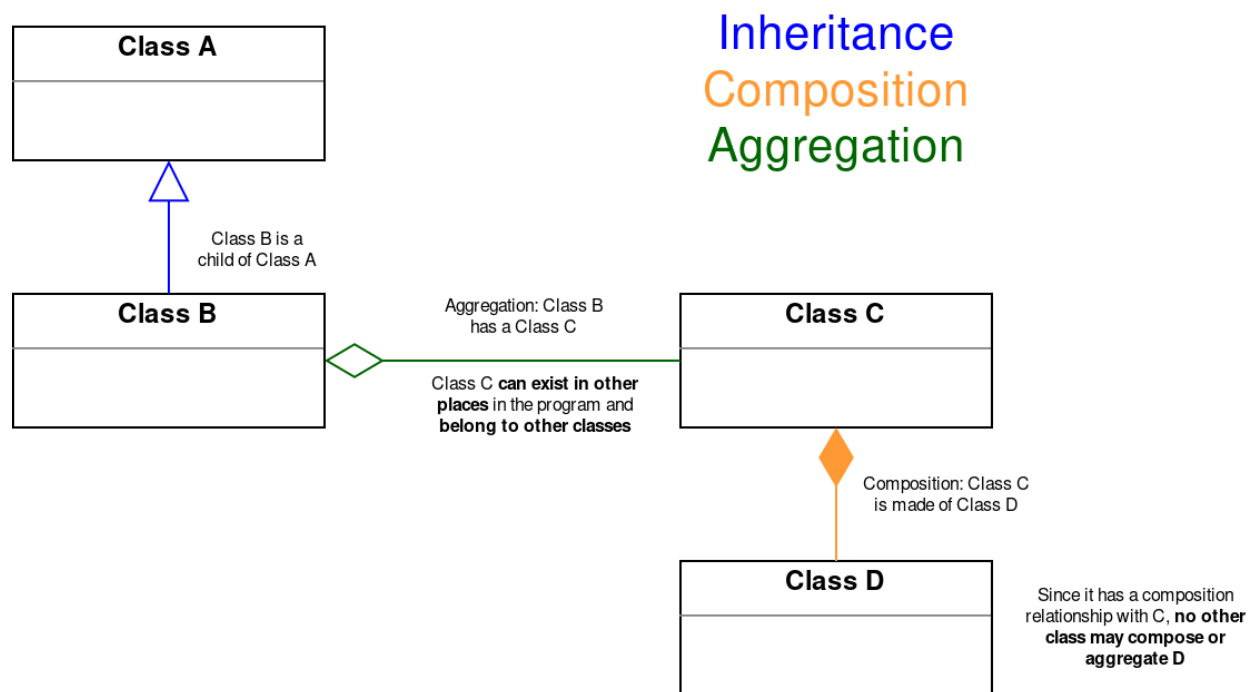 Class A
Inheritance
Composition
Aggregation
Class B is a
child of Class A
Class B
Aggregation: Class B
has a Class C
Class C can exist in other
places in the program and
belong to other classes
Class C
Composition: Class C
is made of Class D
Class D
Since it has a composition
relationship with C, no other
class may compose or
aggregate D